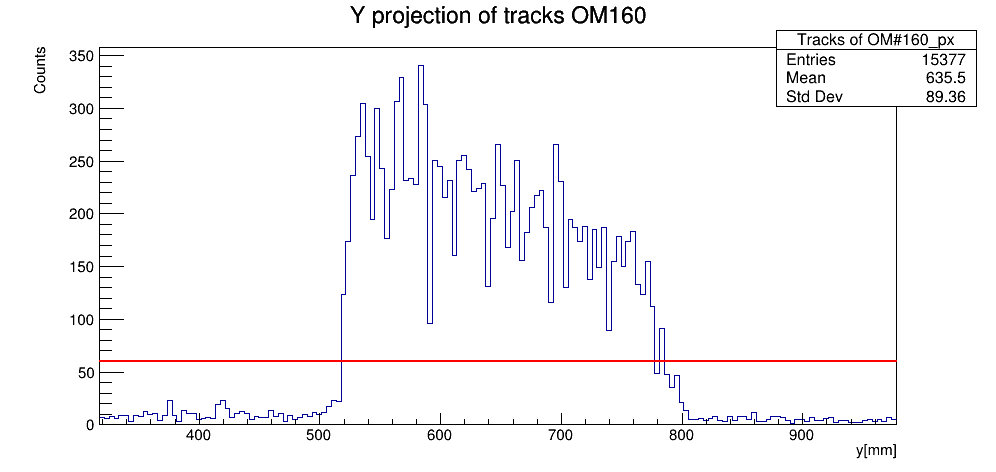 Y projection of tracks OM160
Tracks of OM#160_px
Entries 15377
Mean 635.5
Std Dev 89.36
Counts
350
300
250
200
150
100
50
0
400 500 600 700 800 900
y[mm]